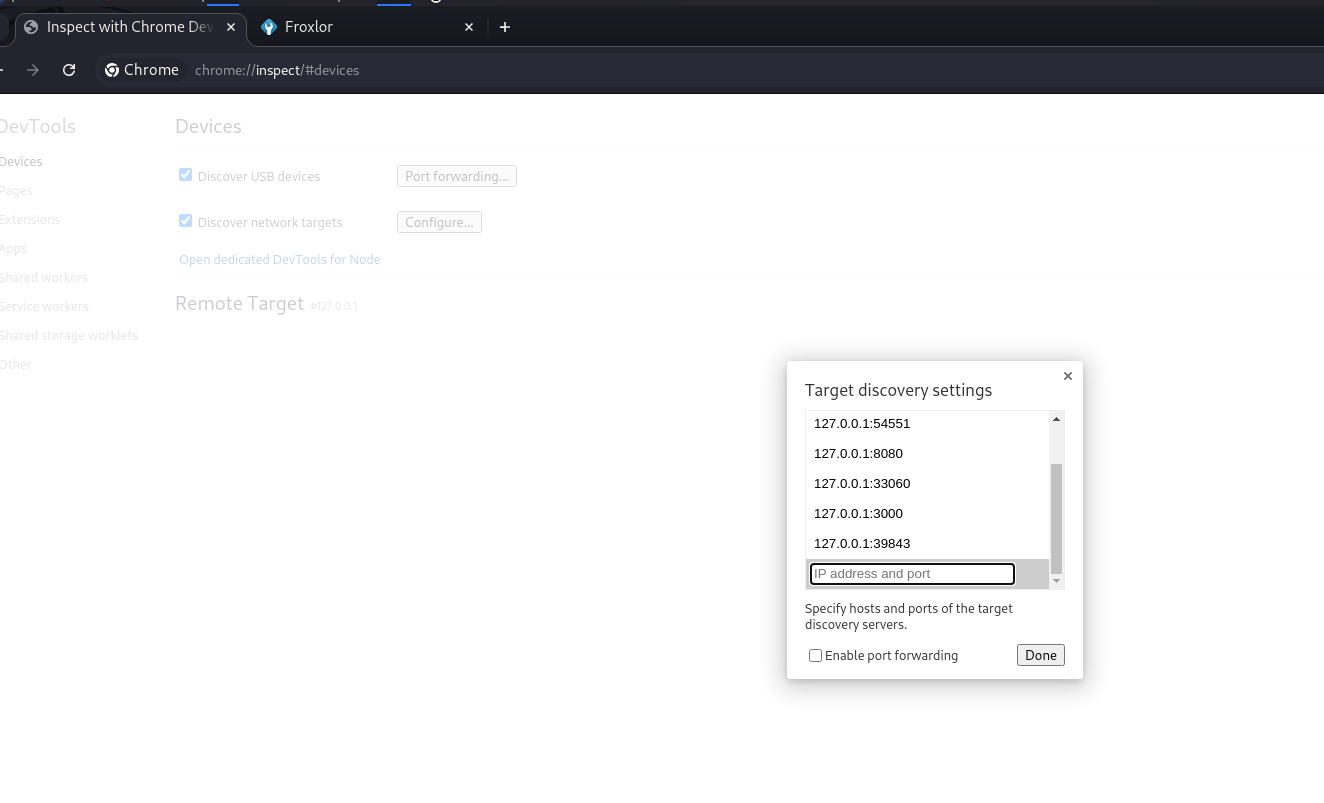 Inspect with Chrome Dev
Froxlor
Chrome
chrome://inspect/#devices
DevTools
Devices
Pages
Extensions
Apps
Shared workers
Service workers
Shared storage worklets
Other
Devices
Discover USB devices
Port forwarding...
Discover network targets
Configure...
Open dedicated DevTools for Node
Remote Target #127.0.0.1
Target discovery settings
127.0.0.1:54551
127.0.0.1:8080
127.0.0.1:33060
127.0.0.1:3000
127.0.0.1:39843
IP address and port
Specify hosts and ports of the target
discovery servers.
Enable port forwarding
Done